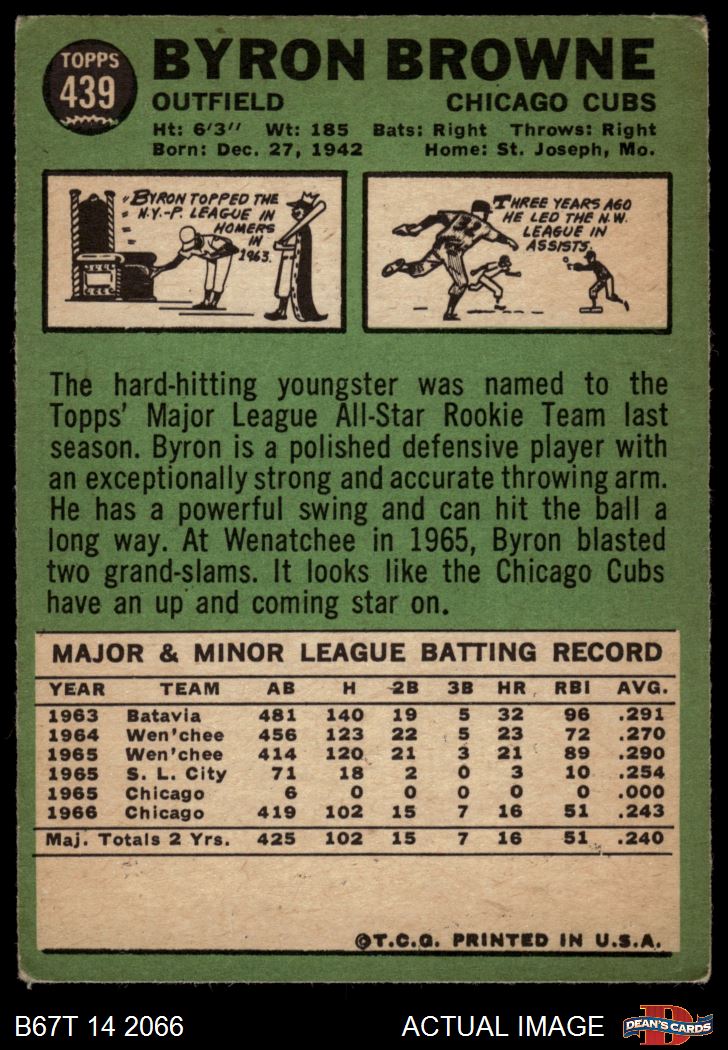 TOPPS
439
BYRON BROWNE
OUTFIELD CHICAGO CUBS
Ht: 6'3" Wt: 185 Bats: Right Throws: Right
Born: Dec. 27, 1942 Home: St. Joseph, Mo.
BYRON TOPPED THE
N.Y.-P. LEAGUE IN
HOMERS
IN
1963.
THREE YEARS AGO
HE LED THE N.W.
LEAGUE IN
ASSISTS.
The hard-hitting youngster was named to the
Topps' Major League All-Star Rookie Team last
season. Byron is a polished defensive player with
an exceptionally strong and accurate throwing arm.
He has a powerful swing and can hit the ball a
long way. At Wenatchee in 1965, Byron blasted
two grand-slams. It looks like the Chicago Cubs
have an up and coming star on.
MAJOR & MINOR LEAGUE BATTING RECORD
YEAR TEAM AB H 2B 3B HR RBI AVG.
1963 Batavia 481 140 19 5 32 96 .291
1964 Wen'chee 456 123 22 5 23 72 .270
1965 Wen'chee 414 120 21 3 21 89 .290
1965 S. L. City 71 18 2 0 3 10 .254
1965 Chicago 6 0 0 0 0 0 .000
1966 Chicago 419 102 15 7 16 51 .243
Maj. Totals 2 Yrs. 425 102 15 7 16 51 .240
©T.C.G. PRINTED IN U.S.A.
B67T 14 2066 ACTUAL IMAGE
D
DEAN'S CARDS